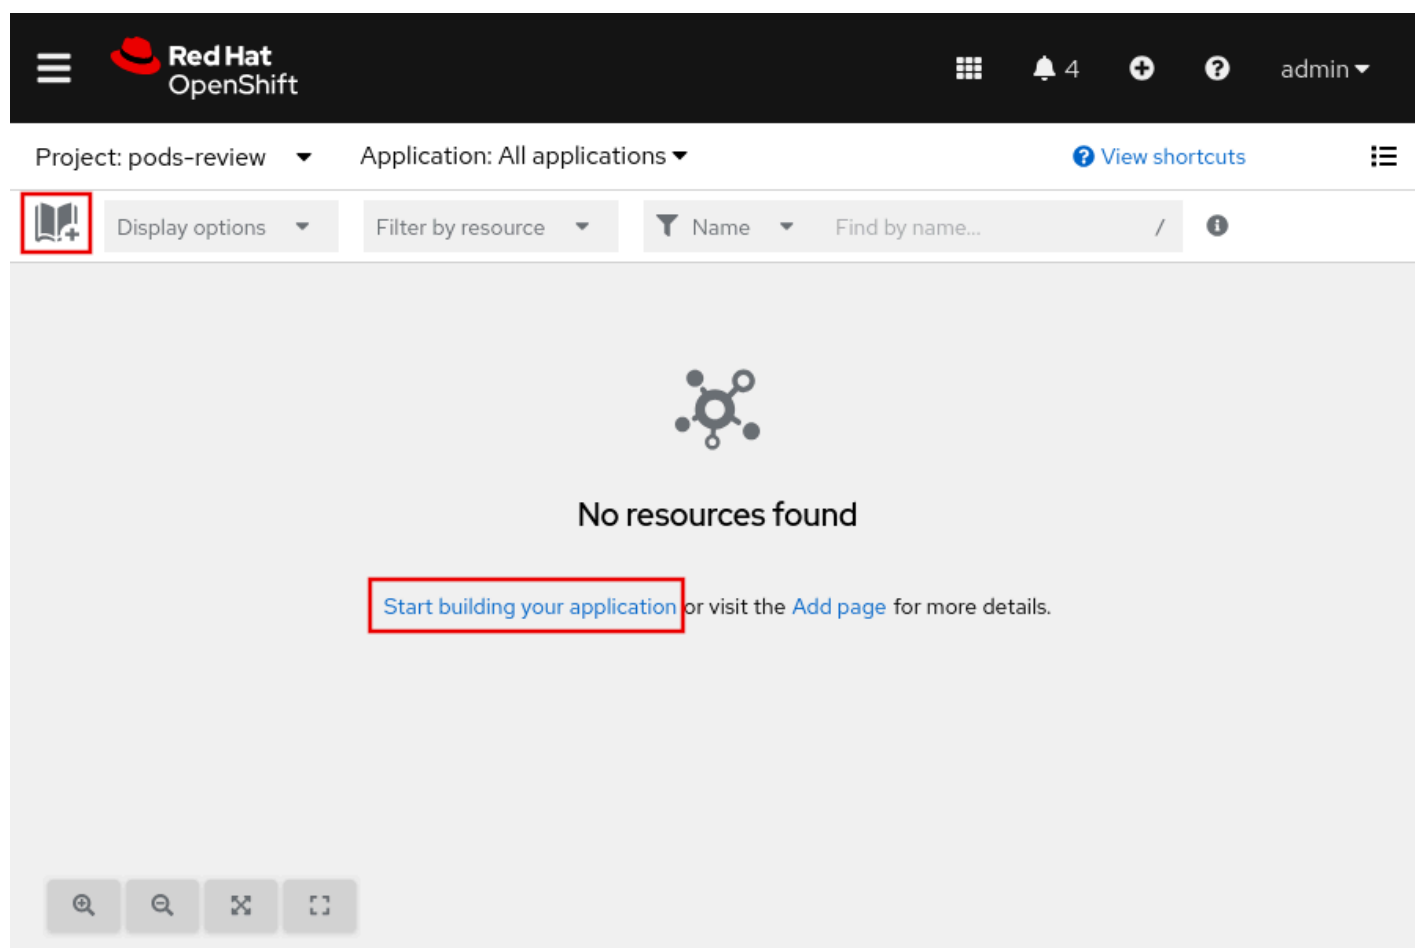 Red Hat
OpenShift
4
admin
Project: pods-review
Application: All applications
View shortcuts
Display options
Filter by resource
Name
Find by name...
/
No resources found
Start building your application or visit the Add page for more details.